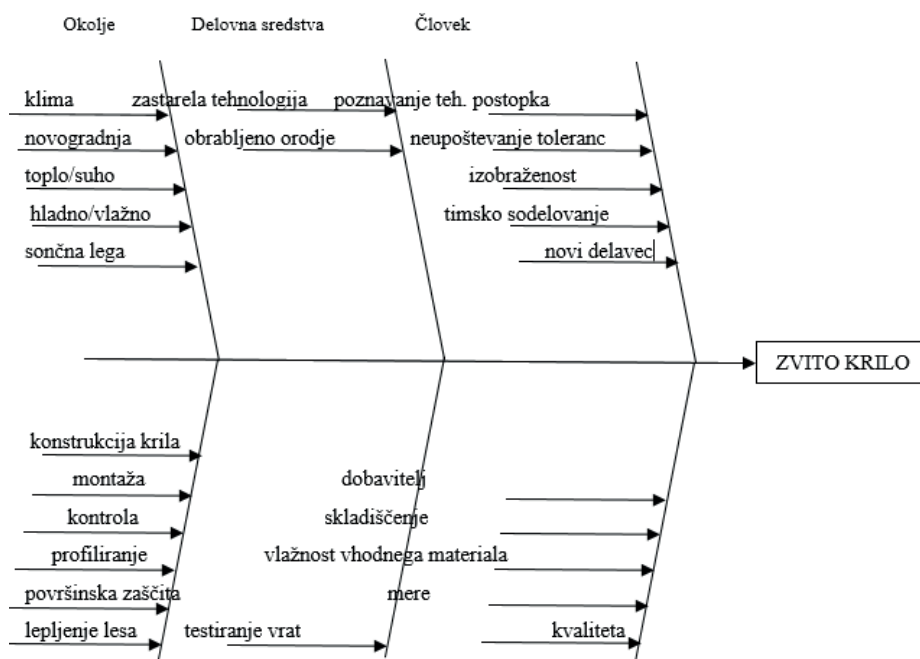 Okolje
Delovna sredstva
Človek
klima
zastarela tehnologija
poznavanje teh. postopka
novogradnja
obrabljeno orodje
neupoštevanje toleranc
toplo/suho
izobraženost
hladno/vlažno
timsko sodelovanje
sončna lega
novi delavec
ZVITO KRILO
konstrukcija krila
montaža
dobavitelj
kontrola
skladiščenje
profiliranje
vlažnost vhodnega materiala
površinska zaščita
mere
lepljenje lesa
testiranje vrat
kvaliteta